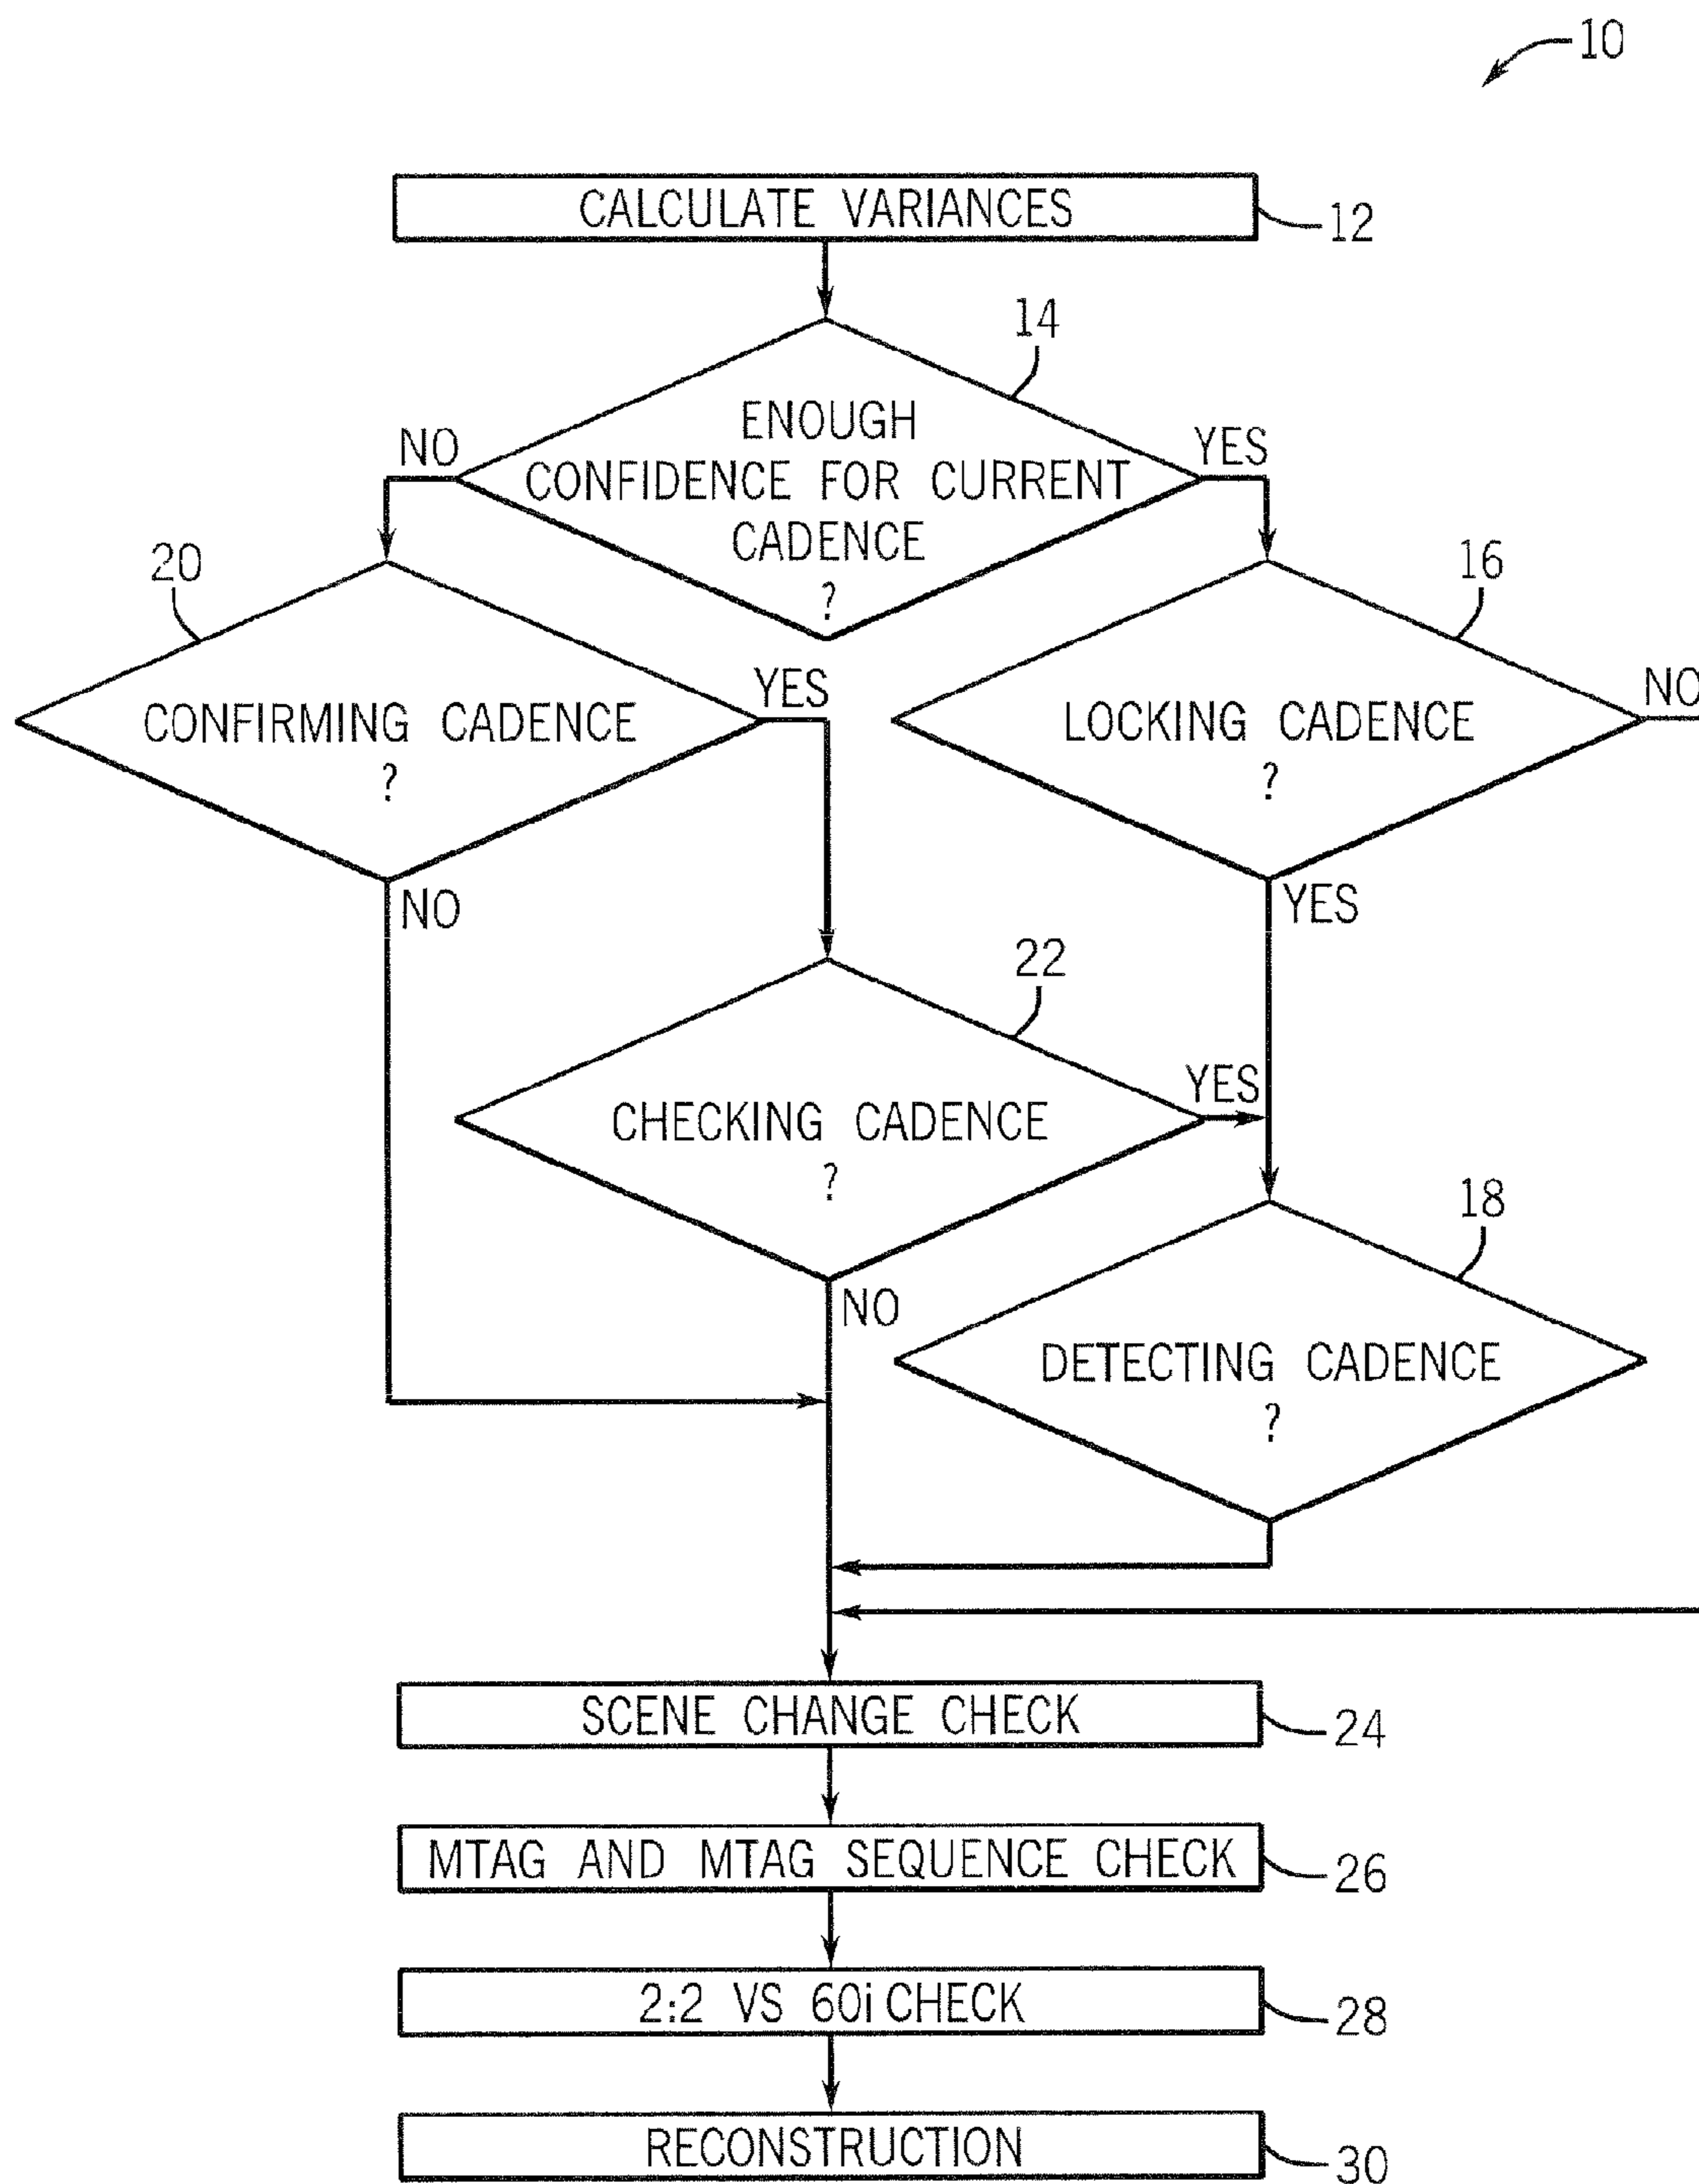 10
CALCULATE VARIANCES
12
14
ENOUGH
CONFIDENCE FOR CURRENT
CADENCE
?
NO
YES
20
16
CONFIRMING CADENCE
?
YES
LOCKING CADENCE
?
NO
NO
YES
22
CHECKING CADENCE
?
YES
18
NO
DETECTING CADENCE
?
SCENE CHANGE CHECK
24
MTAG AND MTAG SEQUENCE CHECK
26
2:2 VS 60i CHECK
28
RECONSTRUCTION
30